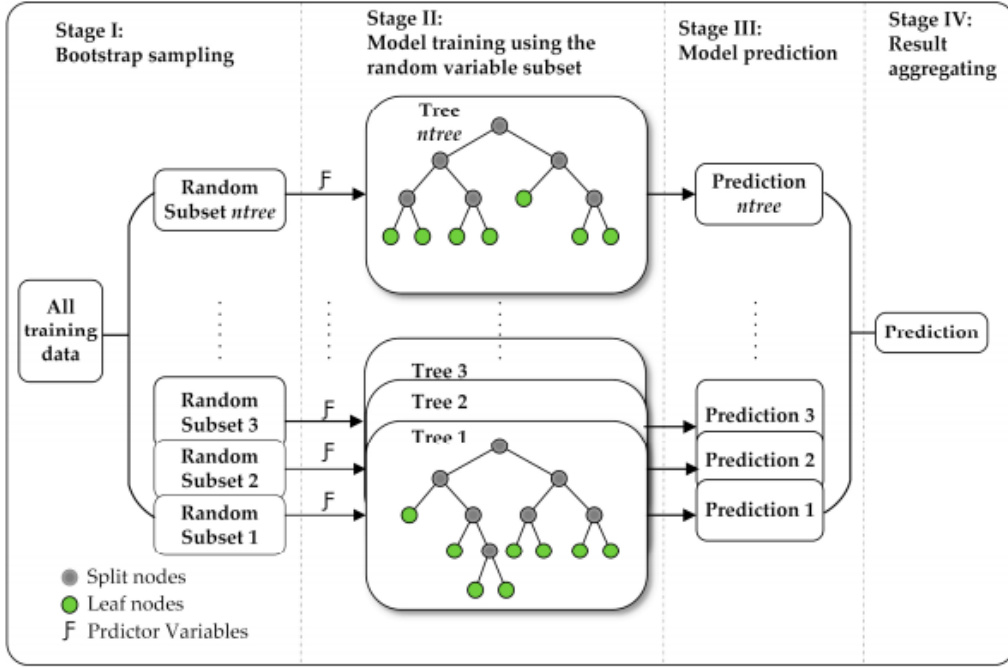 Stage I:
Bootstrap sampling
Stage II:
Model training using the
random variable subset
Stage III:
Model prediction
Stage IV:
Result
aggregating
Tree
ntree
Random
Subset ntree
Ƒ
Prediction
ntree
All
training
data
Prediction
Tree 3
Random
Subset 3
Ƒ
Tree 2
Prediction 3
Tree 1
Random
Subset 2
Ƒ
Prediction 2
Random
Subset 1
Ƒ
Prediction 1
Split nodes
Leaf nodes
Ƒ Prdictor Variables